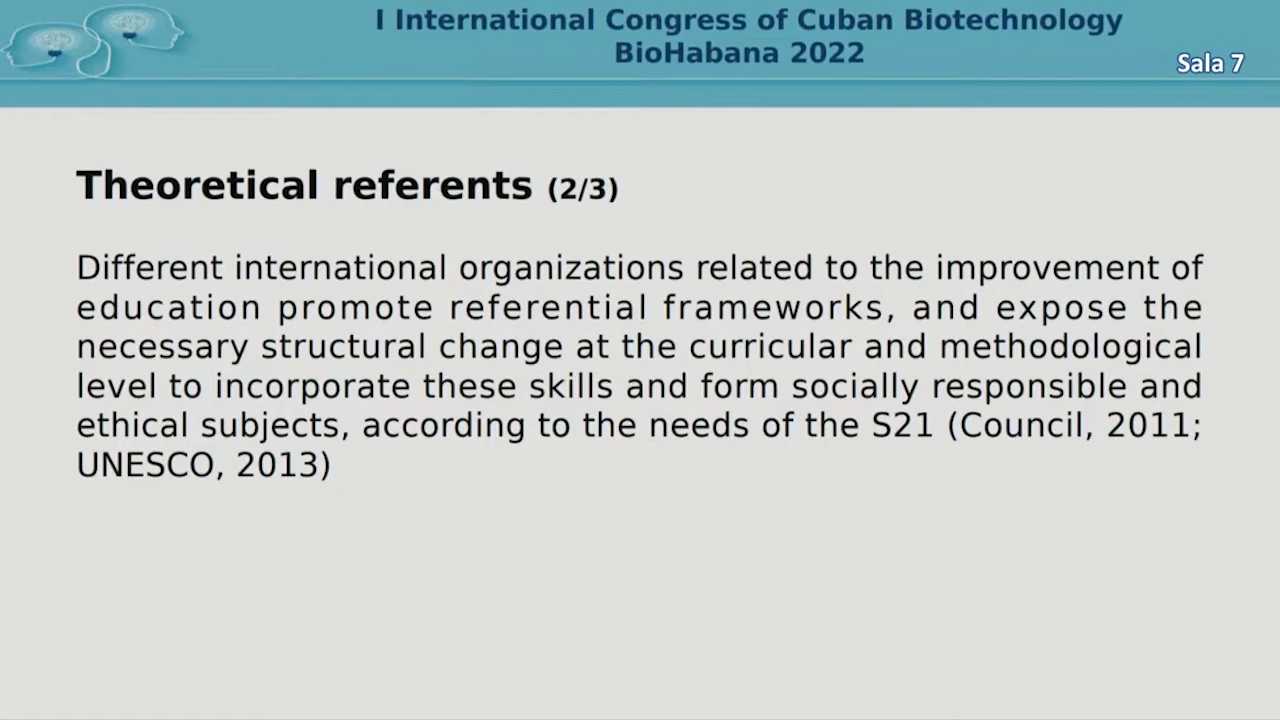 I International Congress of Cuban Biotechnology
BioHabana 2022
Sala 7
Theoretical referents (2/3)
Different international organizations related to the improvement of
education promote referential frameworks, and expose the
necessary structural change at the curricular and methodological
level to incorporate these skills and form socially responsible and
ethical subjects, according to the needs of the S21 (Council, 2011;
UNESCO, 2013)